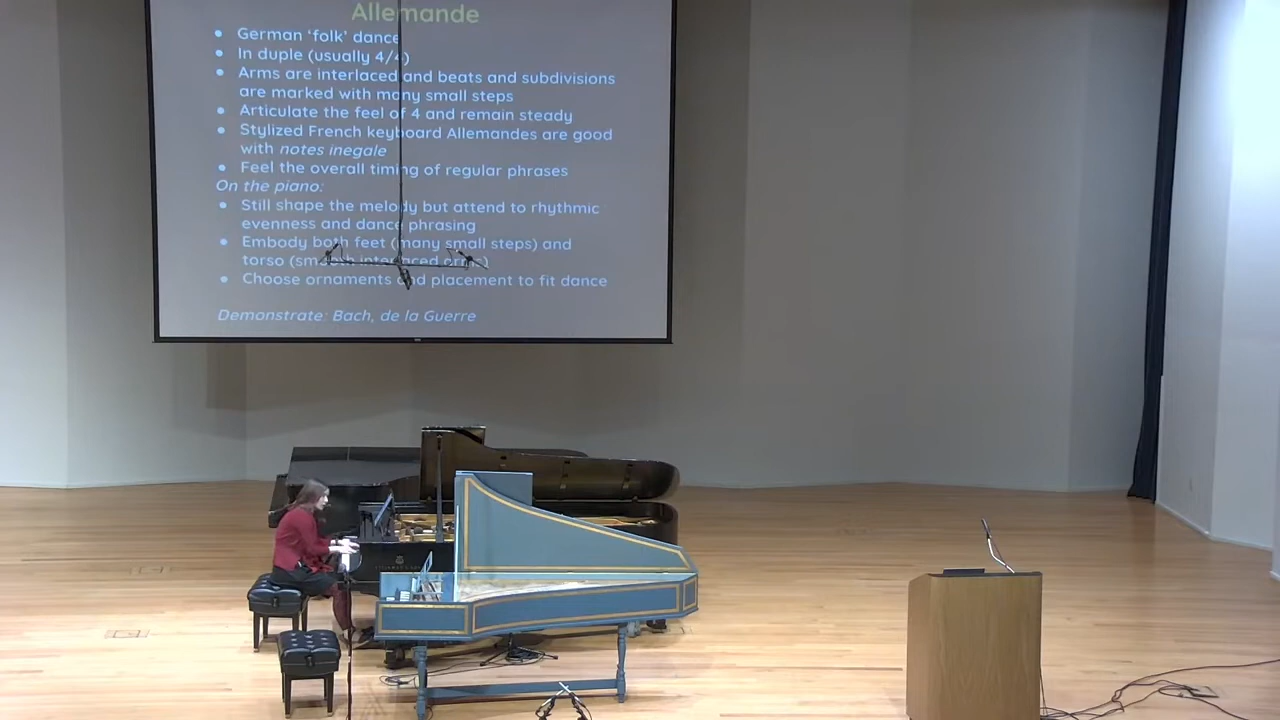 Allemande
• German ‘folk’ dance
• In duple (usually 4/4)
• Arms are interlaced and beats and subdivisions
are marked with many small steps
• Articulate the feel of 4 and remain steady
• Stylized French keyboard Allemandes are good
with notes inegale
• Feel the overall timing of regular phrases
On the piano:
• Still shape the melody but attend to rhythmic
evenness and dance phrasing
• Embody both feet (many small steps) and
torso (smooth interlaced arms)
• Choose ornaments and placement to fit dance
Demonstrate: Bach, de la Guerre